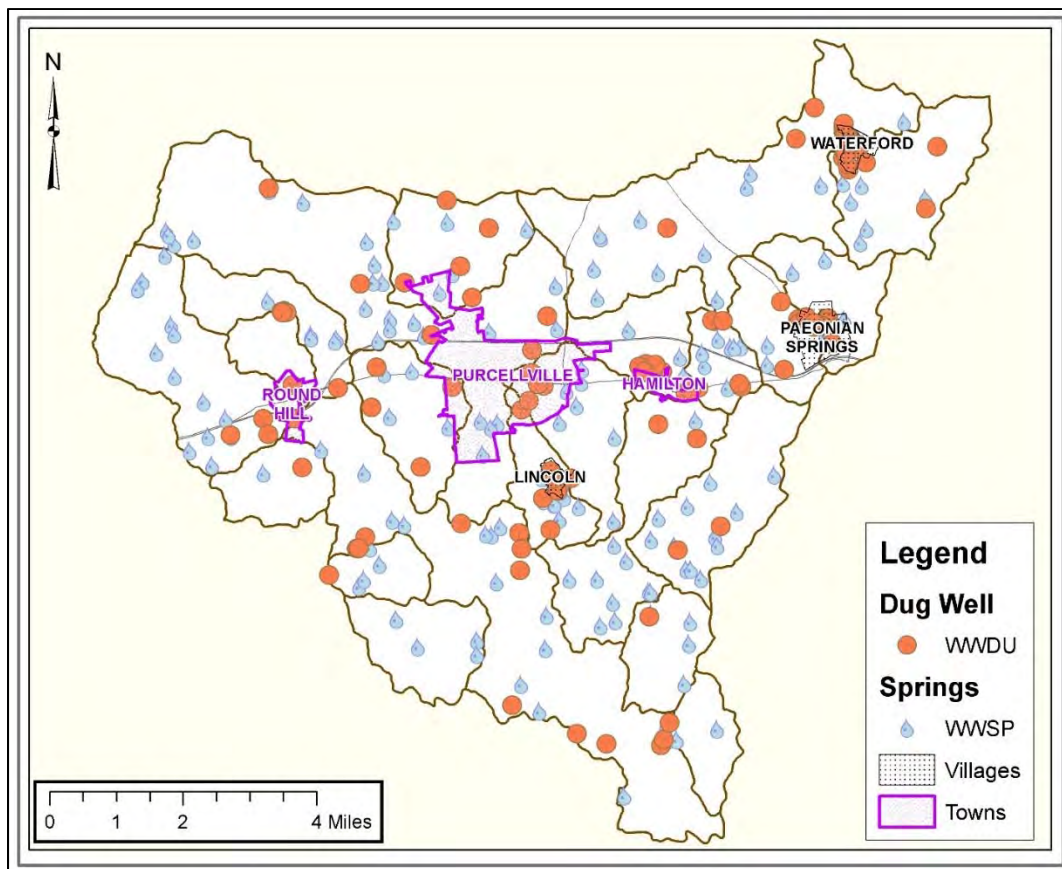 N
WATERFORD
PAEONIAN
SPRINGS
PURCELLVILLE
HAMILTON
ROUND
HILL
LINCOLN
Legend
Dug Well
WWDU
Springs
WWSP
Villages
Towns
0 1 2 4 Miles